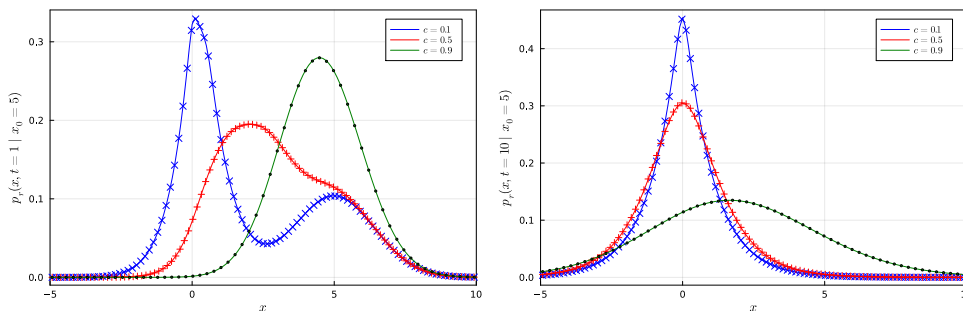 p_r(x, t = 1 | x_0 = 5)
0.3
0.2
0.1
0.0
-5
0
5
10
x
c = 0.1
c = 0.5
c = 0.9
p_r(x, t = 10 | x_0 = 5)
0.4
0.3
0.2
0.1
0.0
-5
0
5
10
x
c = 0.1
c = 0.5
c = 0.9